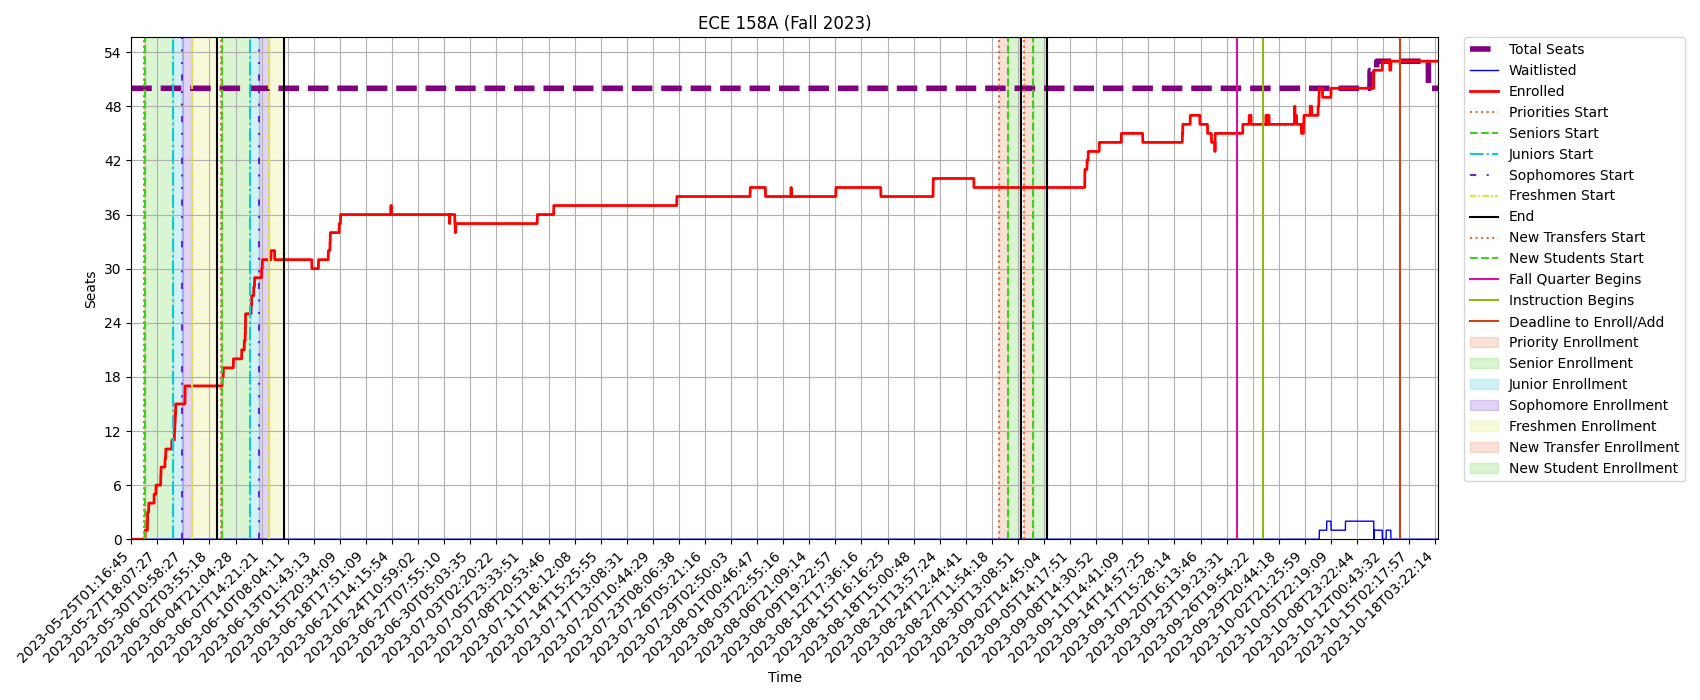 ECE 158A (Fall 2023)
Seats
54
48
42
36
30
24
18
12
6
0
2023-05-25T01:16:45
2023-05-27T18:07:27
2023-05-30T10:58:27
2023-06-02T03:55:18
2023-06-04T21:04:28
2023-06-07T14:21:21
2023-06-10T08:04:11
2023-06-13T01:43:13
2023-06-15T20:34:09
2023-06-18T17:51:09
2023-06-21T14:15:54
2023-06-24T10:59:02
2023-06-27T07:55:10
2023-06-30T05:03:35
2023-07-03T02:20:22
2023-07-05T23:33:51
2023-07-08T20:53:46
2023-07-11T18:12:08
2023-07-14T15:25:55
2023-07-17T13:08:31
2023-07-20T10:44:29
2023-07-23T08:06:38
2023-07-26T05:21:16
2023-07-29T02:50:03
2023-08-01T00:46:47
2023-08-03T22:55:16
2023-08-06T21:09:14
2023-08-09T19:22:57
2023-08-12T17:36:16
2023-08-15T16:16:25
2023-08-18T15:00:48
2023-08-21T13:57:24
2023-08-24T12:44:41
2023-08-27T11:54:18
2023-08-30T13:08:51
2023-09-02T14:45:04
2023-09-05T14:17:51
2023-09-08T14:30:52
2023-09-11T14:41:09
2023-09-14T14:57:25
2023-09-17T15:28:14
2023-09-20T16:13:46
2023-09-23T19:23:31
2023-09-26T19:54:22
2023-09-29T20:44:18
2023-10-02T21:25:59
2023-10-05T22:19:09
2023-10-08T23:22:44
2023-10-12T00:43:32
2023-10-15T02:17:57
2023-10-18T03:22:14
Time
Total Seats
Waitlisted
Enrolled
Priorities Start
Seniors Start
Juniors Start
Sophomores Start
Freshmen Start
End
New Transfers Start
New Students Start
Fall Quarter Begins
Instruction Begins
Deadline to Enroll/Add
Priority Enrollment
Senior Enrollment
Junior Enrollment
Sophomore Enrollment
Freshmen Enrollment
New Transfer Enrollment
New Student Enrollment